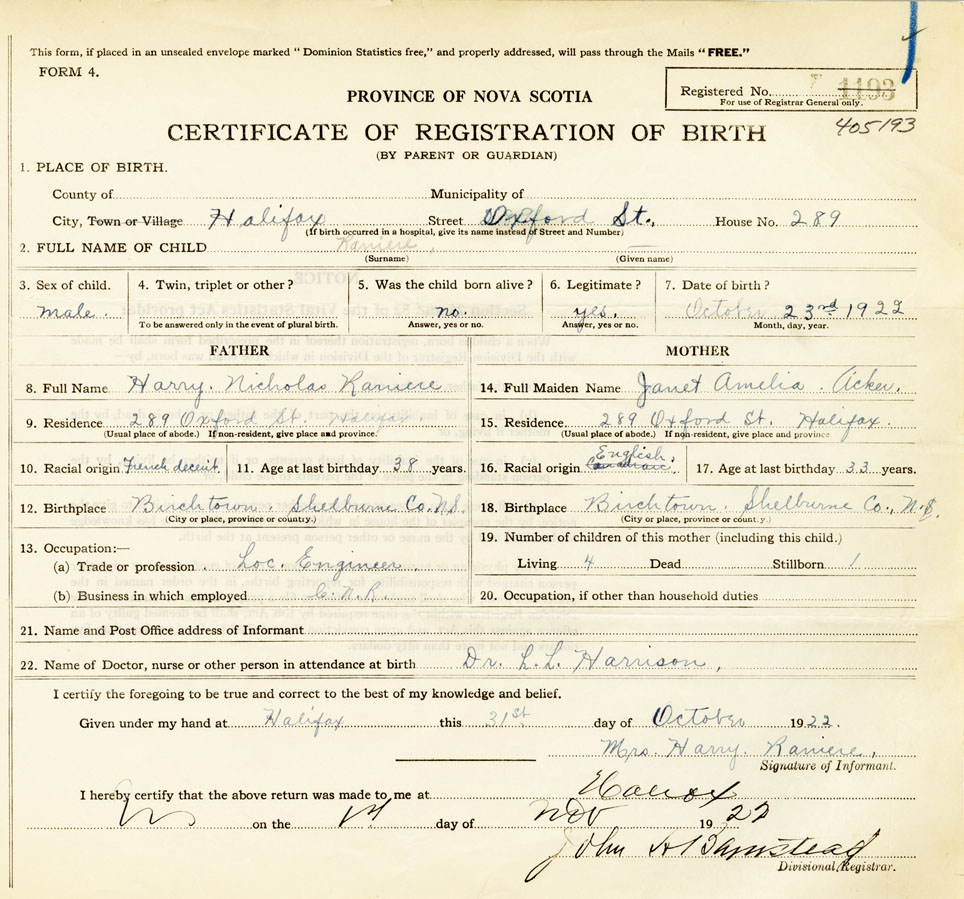 This form, if placed in an unsealed envelope marked "Dominion Statistics free," and properly addressed, will pass through the Mails "FREE."
FORM 4.
Registered No. 1193
For use of Registrar General only.
PROVINCE OF NOVA SCOTIA
405193
CERTIFICATE OF REGISTRATION OF BIRTH
(BY PARENT OR GUARDIAN)
1. PLACE OF BIRTH.
County of Municipality of
City, Town or Village Halifax Street Oxford St. House No. 289
(If birth occurred in a hospital, give its name instead of Street and Number)
2. FULL NAME OF CHILD Raniere
(Surname) (Given name)
3. Sex of child. 4. Twin, triplet or other? 5. Was the child born alive? 6. Legitimate? 7. Date of birth?
male. no. yes. October 23rd 1922
To be answered only in the event of plural birth. Answer, yes or no. Answer, yes or no. Month, day, year.
FATHER MOTHER
8. Full Name Harry. Nicholas Raniere 14. Full Maiden Name Janet Amelia. Acker.
9. Residence 289 Oxford St. Halifax 15. Residence 289 Oxford St. Halifax.
(Usual place of abode.) If non-resident, give place and province. (Usual place of abode.) If non-resident, give place and province
10. Racial origin French decent. 11. Age at last birthday 38 years. 16. Racial origin English. 17. Age at last birthday 33 years.
12. Birthplace Birchtown. Shelburne Co. N.S. 18. Birthplace Birchtown. Shelburne Co., N.S.
(City or place, province or country.) (City or place, province or country.)
13. Occupation:— 19. Number of children of this mother (including this child.)
(a) Trade or profession. Loc. Engineer. Living 4 Dead Stillborn 1
(b) Business in which employed C.N.R. 20. Occupation, if other than household duties
21. Name and Post Office address of Informant
22. Name of Doctor, nurse or other person in attendance at birth Dr. L.L. Harrison,
I certify the foregoing to be true and correct to the best of my knowledge and belief.
Given under my hand at Halifax this 31st day of October 1922.
Mrs. Harry. Raniere,
Signature of Informant.
I hereby certify that the above return was made to me at Halifax
on the day of Nov 1922
John A Barnstead
Divisional Registrar.